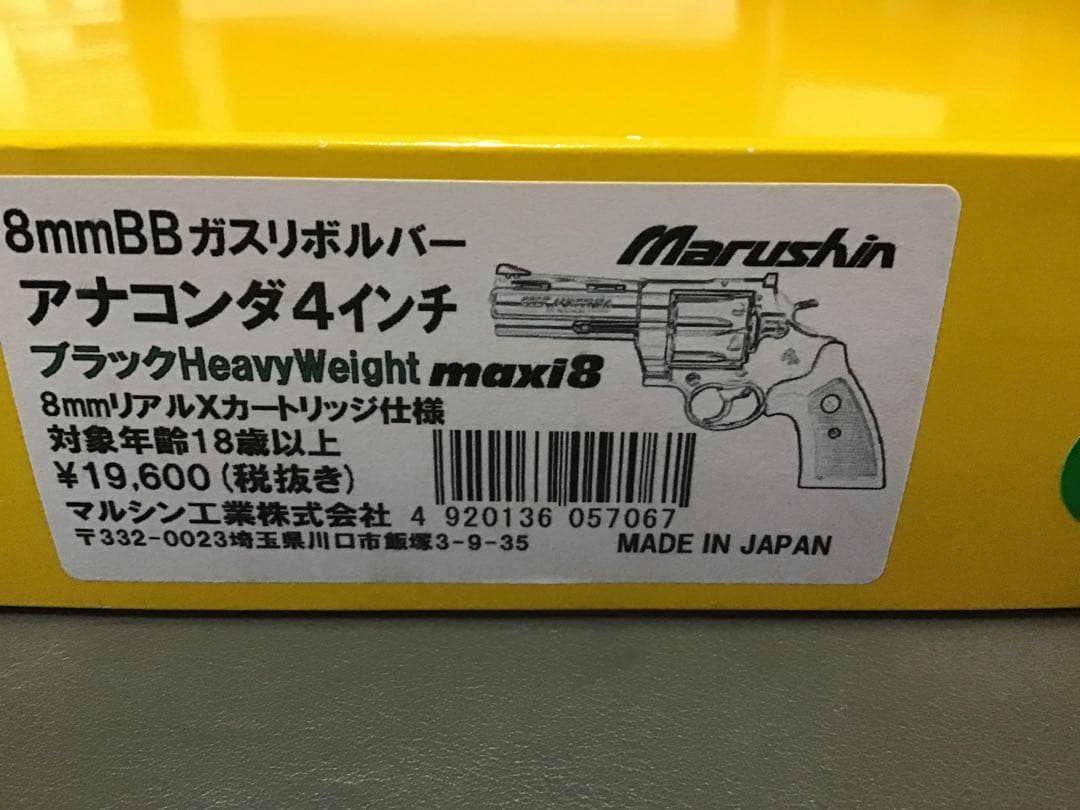 8mmBBガスリボルバー
Marushin
アナコンダ4インチ
ブラックHeavyWeight maxi8
8mmリアルXカートリッジ仕様
対象年齢18歳以上
¥19,600(税抜き)
マルシン工業株式会社 4 920136 057067
〒332-0023埼玉県川口市飯塚3-9-35 MADE IN JAPAN